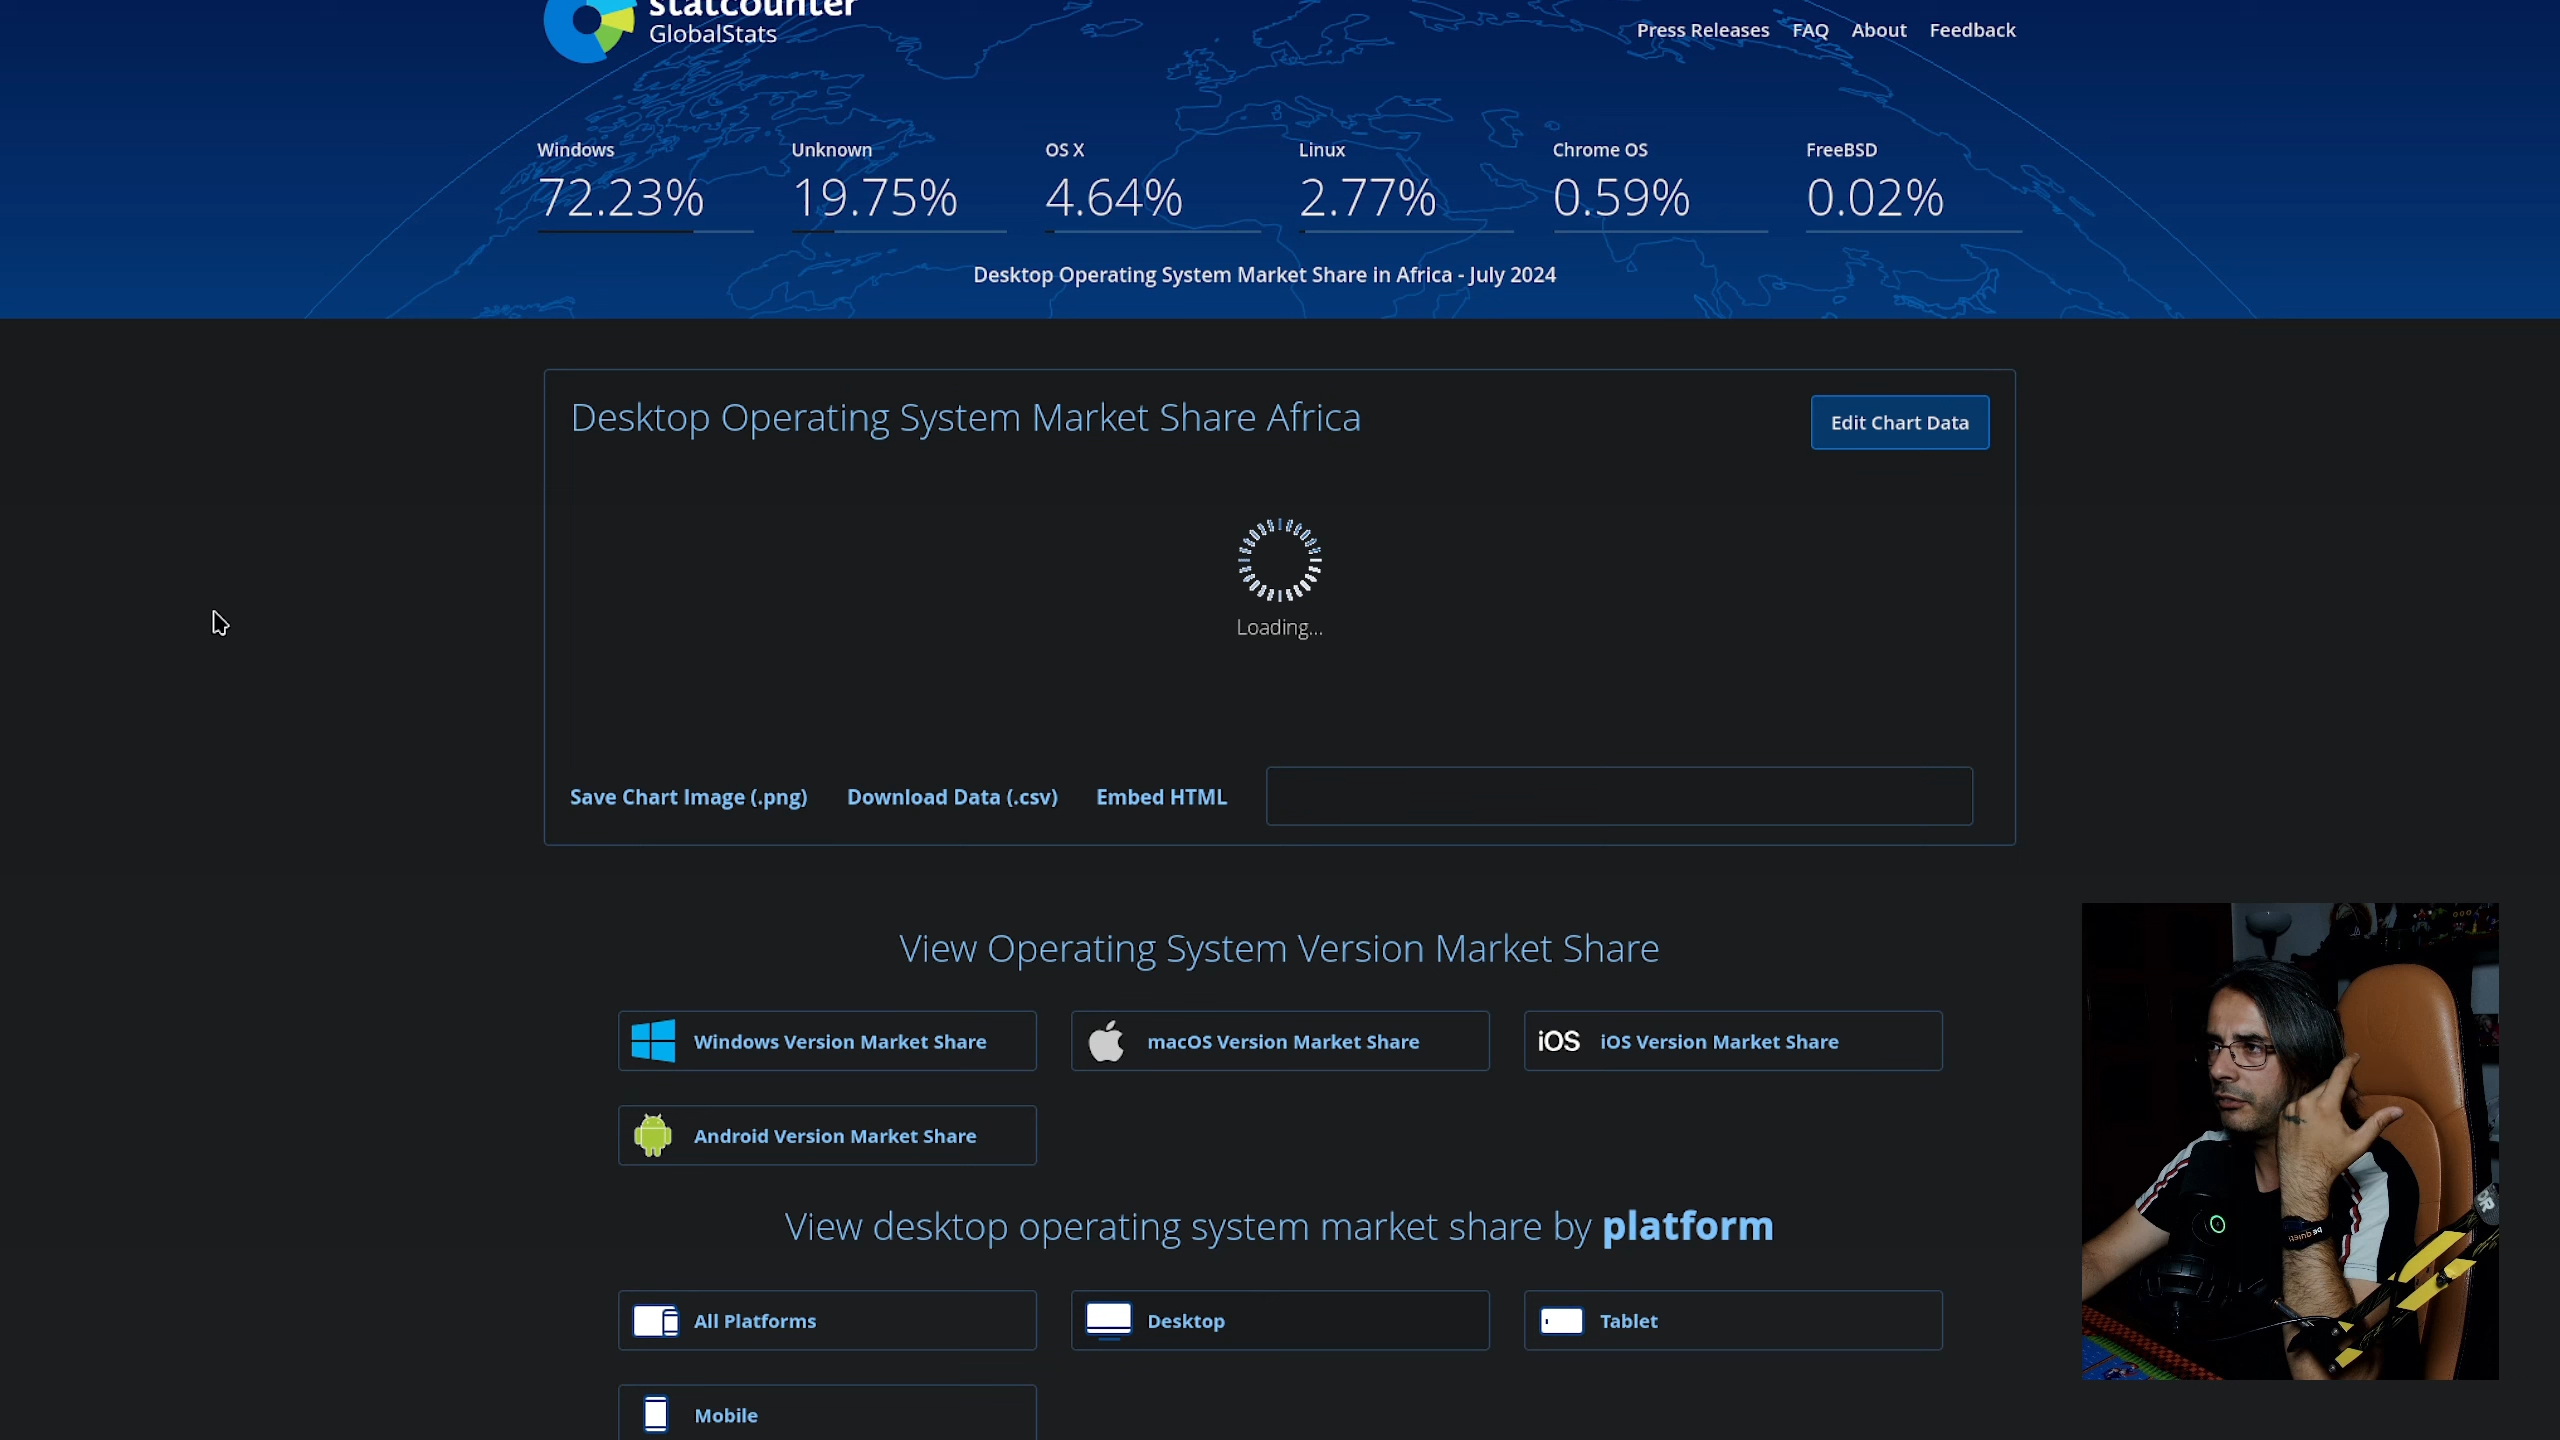 statcounter
GlobalStats
Press Releases FAQ About Feedback
Windows Unknown OS X Linux Chrome OS FreeBSD
72.23% 19.75% 4.64% 2.77% 0.59% 0.02%
Desktop Operating System Market Share in Africa - July 2024
Desktop Operating System Market Share Africa
Edit Chart Data
Loading...
Save Chart Image (.png) Download Data (.csv) Embed HTML
View Operating System Version Market Share
Windows Version Market Share macOS Version Market Share iOS iOS Version Market Share
Android Version Market Share
View desktop operating system market share by platform
All Platforms Desktop Tablet
Mobile